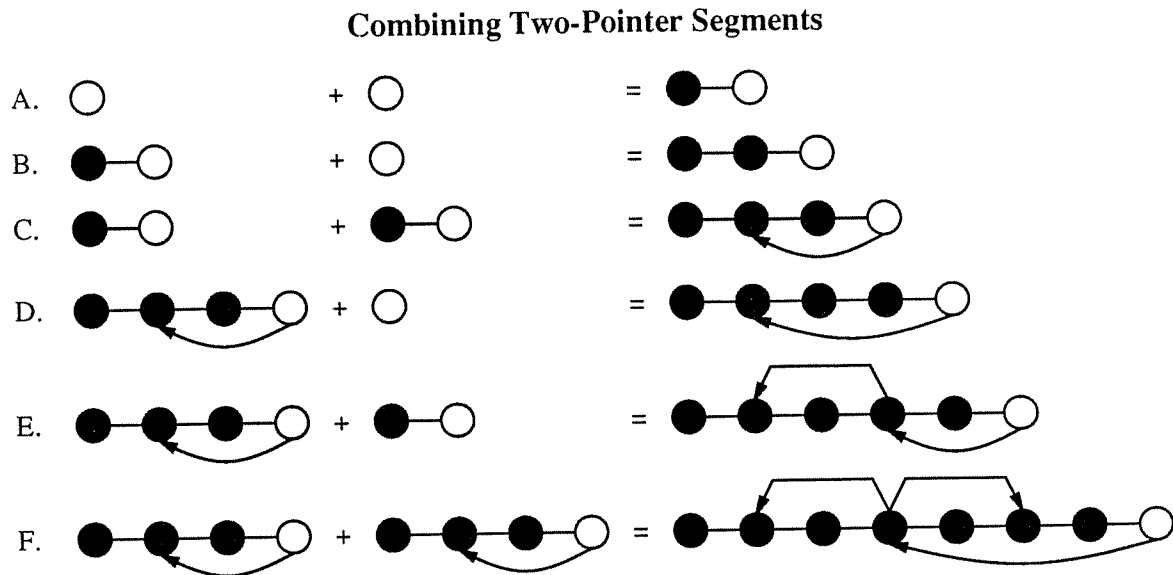 Combining Two-Pointer Segments
A. + =
B. + =
C. + =
D. + =
E. + =
F. + =